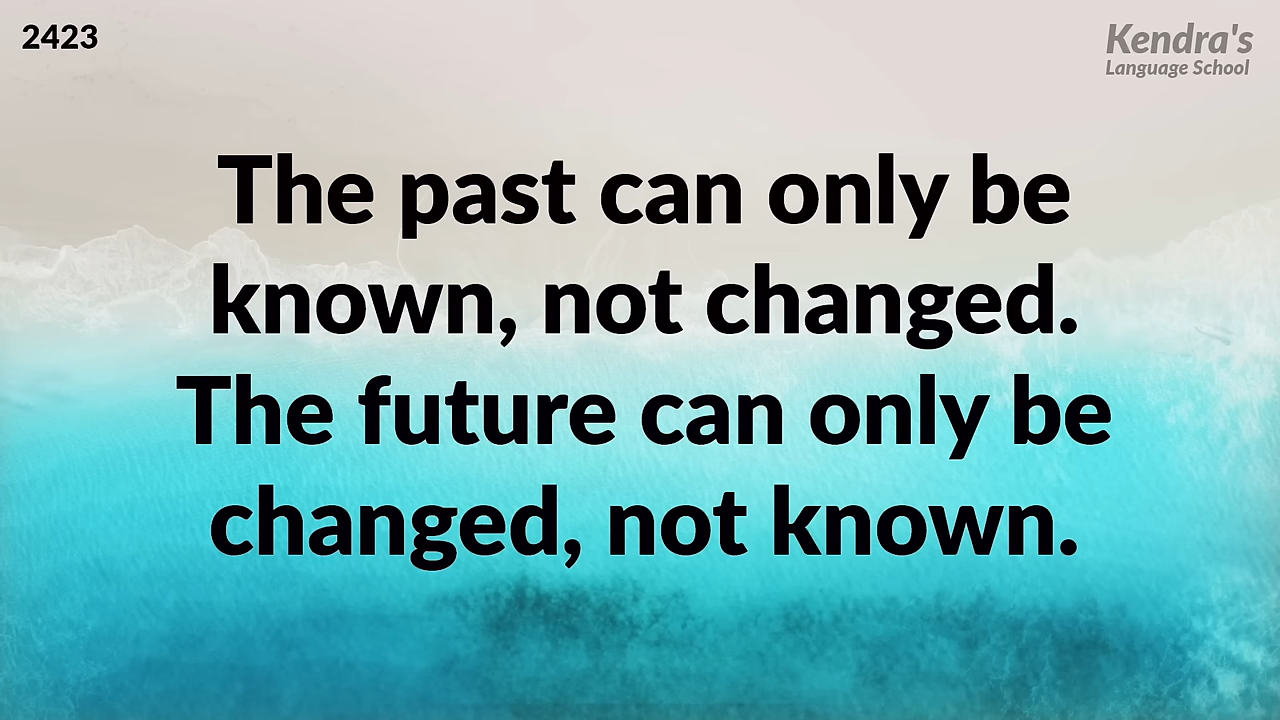 2423
Kendra's
Language School
The past can only be
known, not changed.
The future can only be
changed, not known.